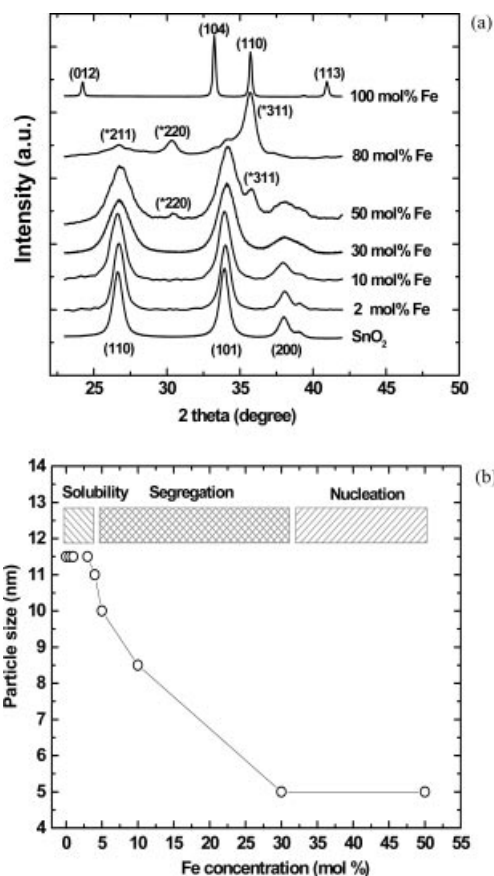 (a)
(104)
(110)
(012)
(113)
100 mol% Fe
(*311)
(*211)
(*220)
80 mol% Fe
(*311)
(*220)
50 mol% Fe
30 mol% Fe
10 mol% Fe
2 mol% Fe
SnO2
(110)
(101)
(200)
Intensity (a.u.)
25 30 35 40 45 50
2 theta (degree)
(b)
14
13
12
11
10
9
8
7
6
5
4
Solubility Segregation Nucleation
Particle size (nm)
0 5 10 15 20 25 30 35 40 45 50 55
Fe concentration (mol %)